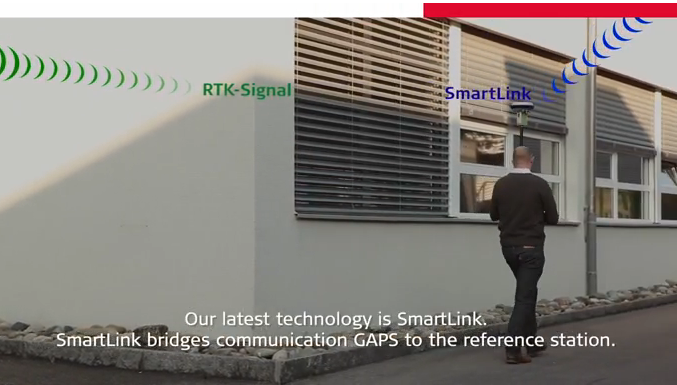 RTK-Signal
SmartLink
Our latest technology is SmartLink.
SmartLink bridges communication GAPS to the reference station.